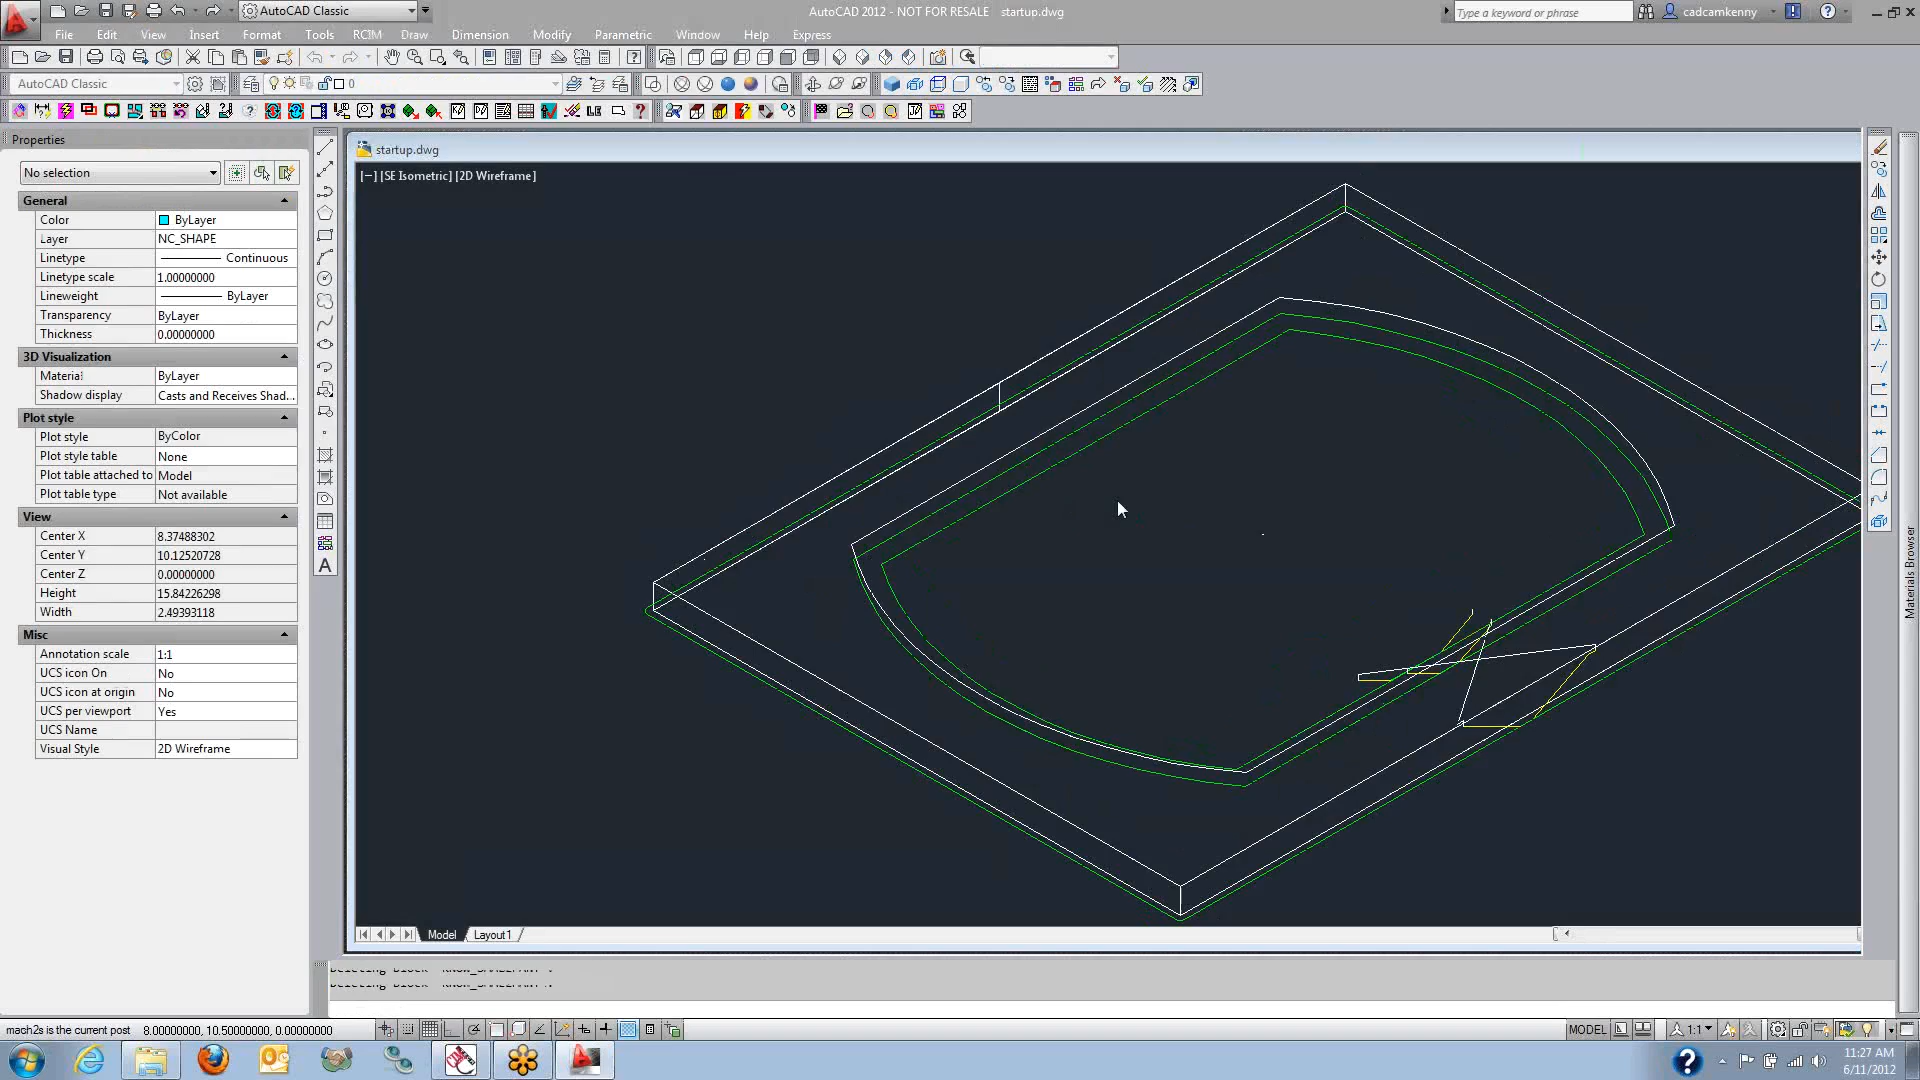 AutoCAD Classic
AutoCAD 2012 - NOT FOR RESALE startup.dwg
Type a keyword or phrase
cadcamkenny
File Edit View Insert Format Tools RCIM Draw Dimension Modify Parametric Window Help Express
AutoCAD Classic
0
Properties
startup.dwg
No selection
[−] [SE Isometric] [2D Wireframe]
General
Color ByLayer
Layer NC_SHAPE
Linetype Continuous
Linetype scale 1.00000000
Lineweight ByLayer
Transparency ByLayer
Thickness 0.00000000
3D Visualization
Material ByLayer
Shadow display Casts and Receives Shad...
Plot style
Plot style ByColor
Plot style table None
Plot table attached to Model
Plot table type Not available
View
Center X 8.37488302
Center Y 10.12520728
Center Z 0.00000000
Height 15.84226298
Width 2.49393118
Misc
Annotation scale 1:1
UCS icon On No
UCS icon at origin No
UCS per viewport Yes
UCS Name
Visual Style 2D Wireframe
A
Materials Browser
Model Layout1
mach2s is the current post 8.00000000, 10.50000000, 0.00000000
MODEL
1:1
11:27 AM
6/11/2012